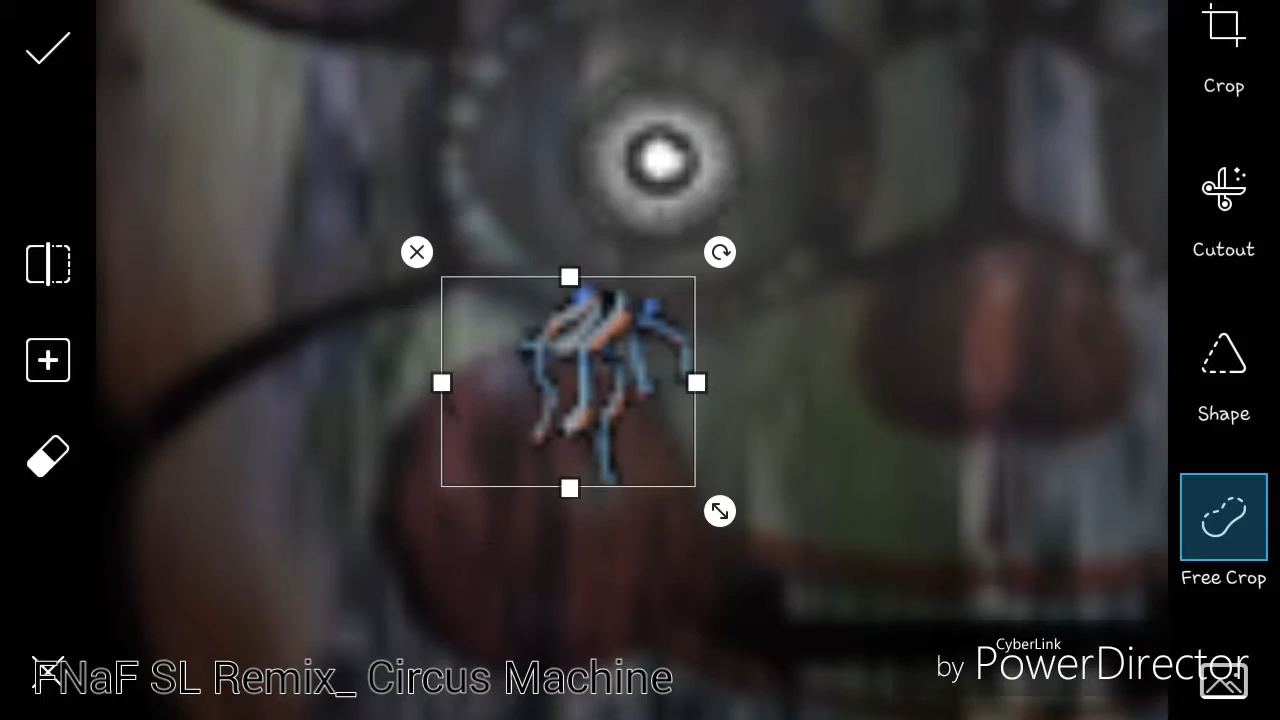 Crop
Cutout
Shape
Free Crop
FNaF SL Remix_ Circus Machine
CyberLink
by PowerDirector